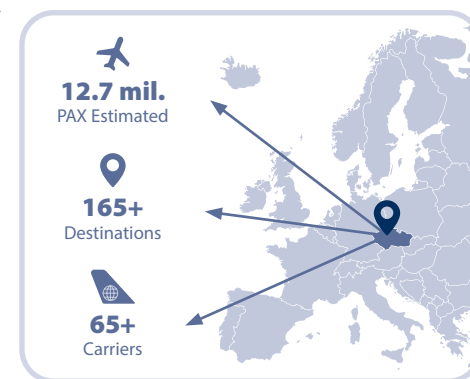 12.7 mil.
PAX Estimated
165+
Destinations
65+
Carriers